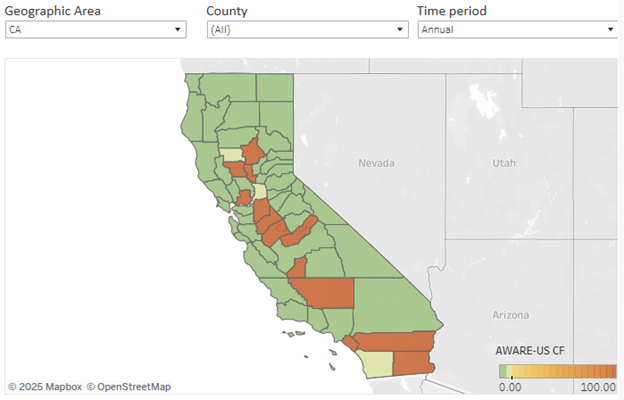 Geographic Area
County
Time period
CA
(All)
Annual
Nevada
Utah
Arizona
AWARE-US CF
0.00
100.00
© 2025 Mapbox © OpenStreetMap